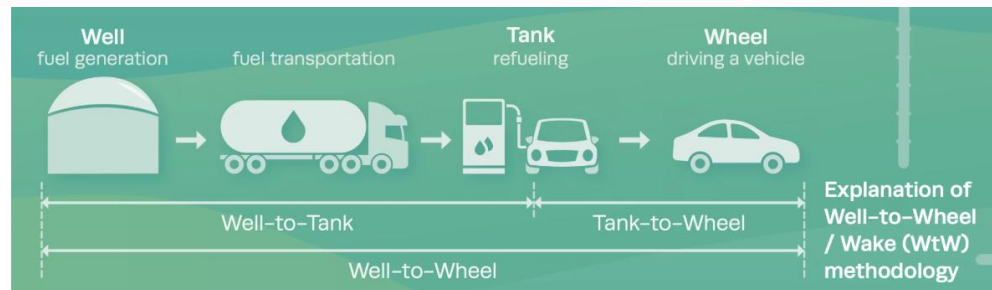 Well
fuel generation
fuel transportation
Tank
refueling
Wheel
driving a vehicle
Well-to-Tank
Tank-to-Wheel
Well-to-Wheel
Explanation of
Well-to-Wheel
/ Wake (WtW)
methodology